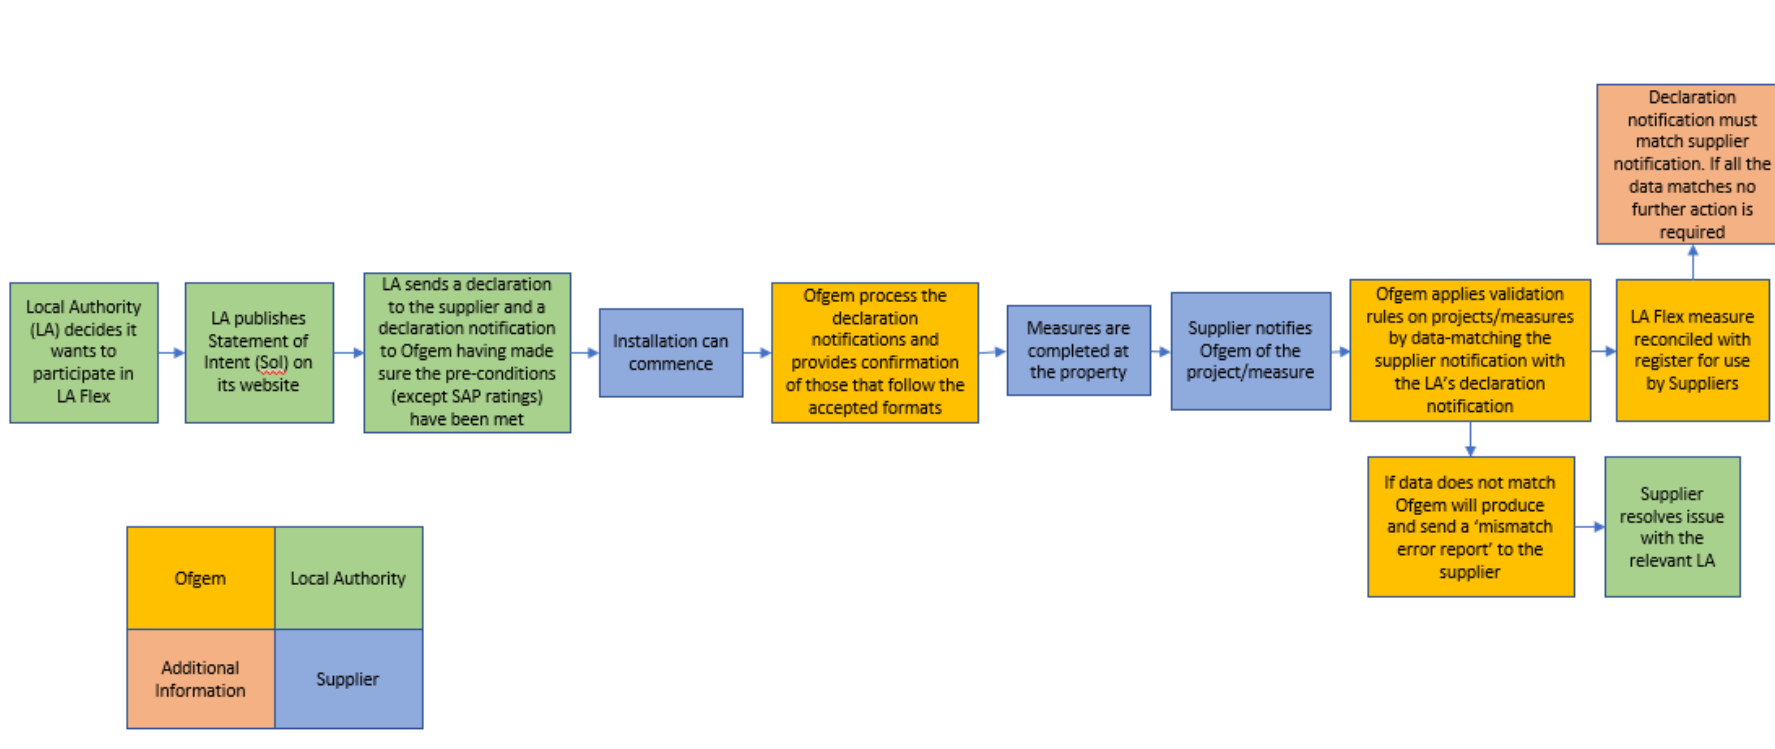 Local Authority
(LA) decides it
wants to
participate in
LA Flex
LA publishes
Statement of
Intent (SoI) on
its website
LA sends a declaration
to the supplier and a
declaration notification
to Ofgem having made
sure the pre-conditions
(except SAP ratings)
have been met
Installation can
commence
Ofgem process the
declaration
notifications and
provides confirmation
of those that follow the
accepted formats
Measures are
completed at
the property
Supplier notifies
Ofgem of the
project/measure
Ofgem applies validation
rules on projects/measures
by data-matching the
supplier notification with
the LA’s declaration
notification
LA Flex measure
reconciled with
register for use
by Suppliers
Declaration
notification must
match supplier
notification. If all the
data matches no
further action is
required
If data does not match
Ofgem will produce
and send a ‘mismatch
error report’ to the
supplier
Supplier
resolves issue
with the
relevant LA
Ofgem
Local Authority
Additional
Information
Supplier